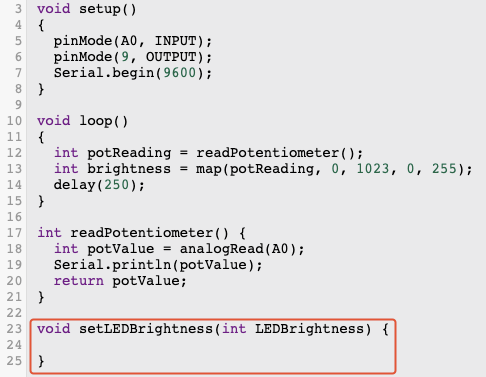 3 void setup()
4 {
5   pinMode(A0, INPUT);
6   pinMode(9, OUTPUT);
7   Serial.begin(9600);
8 }
9
10 void loop()
11 {
12   int potReading = readPotentiometer();
13   int brightness = map(potReading, 0, 1023, 0, 255);
14   delay(250);
15 }
16
17 int readPotentiometer() {
18   int potValue = analogRead(A0);
19   Serial.println(potValue);
20   return potValue;
21 }
22
23 void setLEDBrightness(int LEDBrightness) {
24
25 }